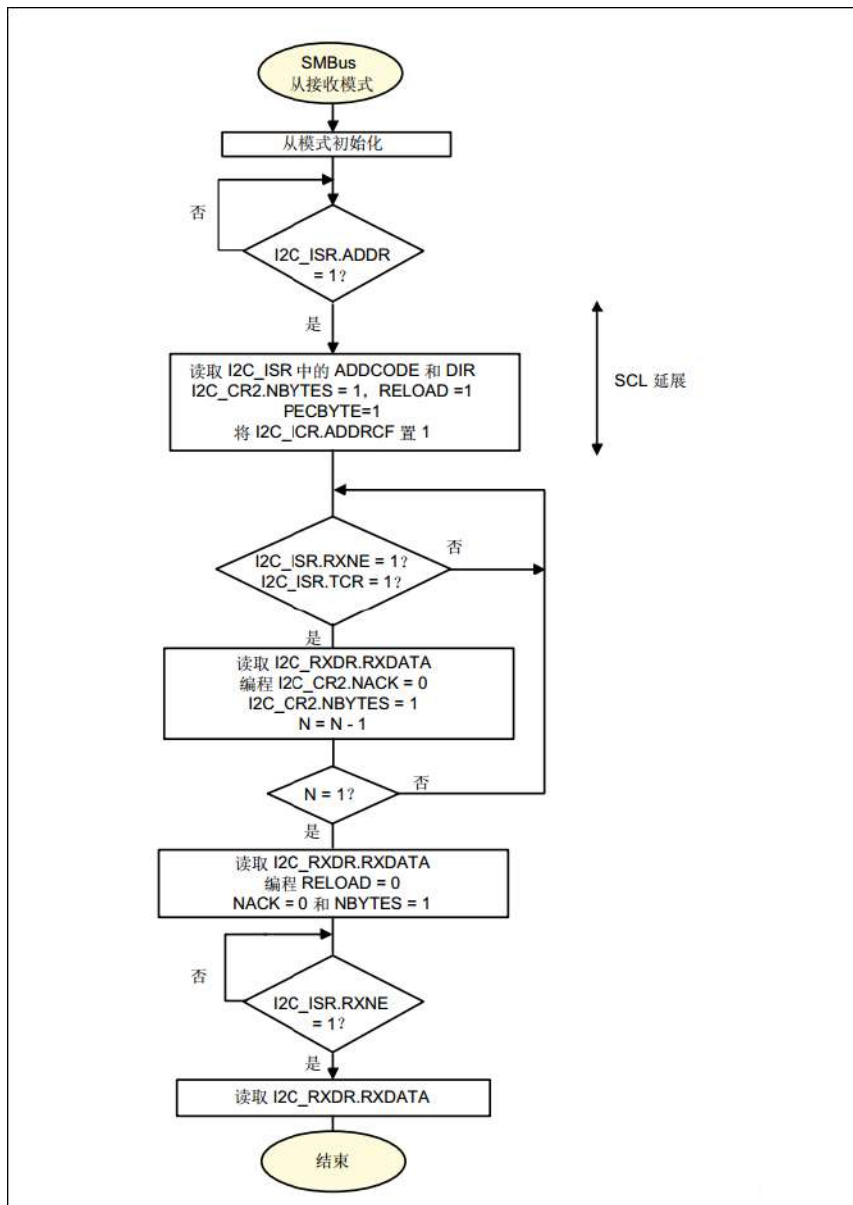 SMBus
从接收模式
从模式初始化
否
I2C_ISR.ADDR
= 1?
是
读取 I2C_ISR 中的 ADDCODE 和 DIR
I2C_CR2.NBYTES = 1, RELOAD =1
PECBYTE=1
将 I2C_ICR.ADDRCF 置 1
SCL 延展
I2C_ISR.RXNE = 1?
I2C_ISR.TCR = 1?
否
是
读取 I2C_RXDR.RXDATA
编程 I2C_CR2.NACK = 0
I2C_CR2.NBYTES = 1
N = N - 1
N = 1?
否
是
读取 I2C_RXDR.RXDATA
编程 RELOAD = 0
NACK = 0 和 NBYTES = 1
否
I2C_ISR.RXNE
= 1?
是
读取 I2C_RXDR.RXDATA
结束